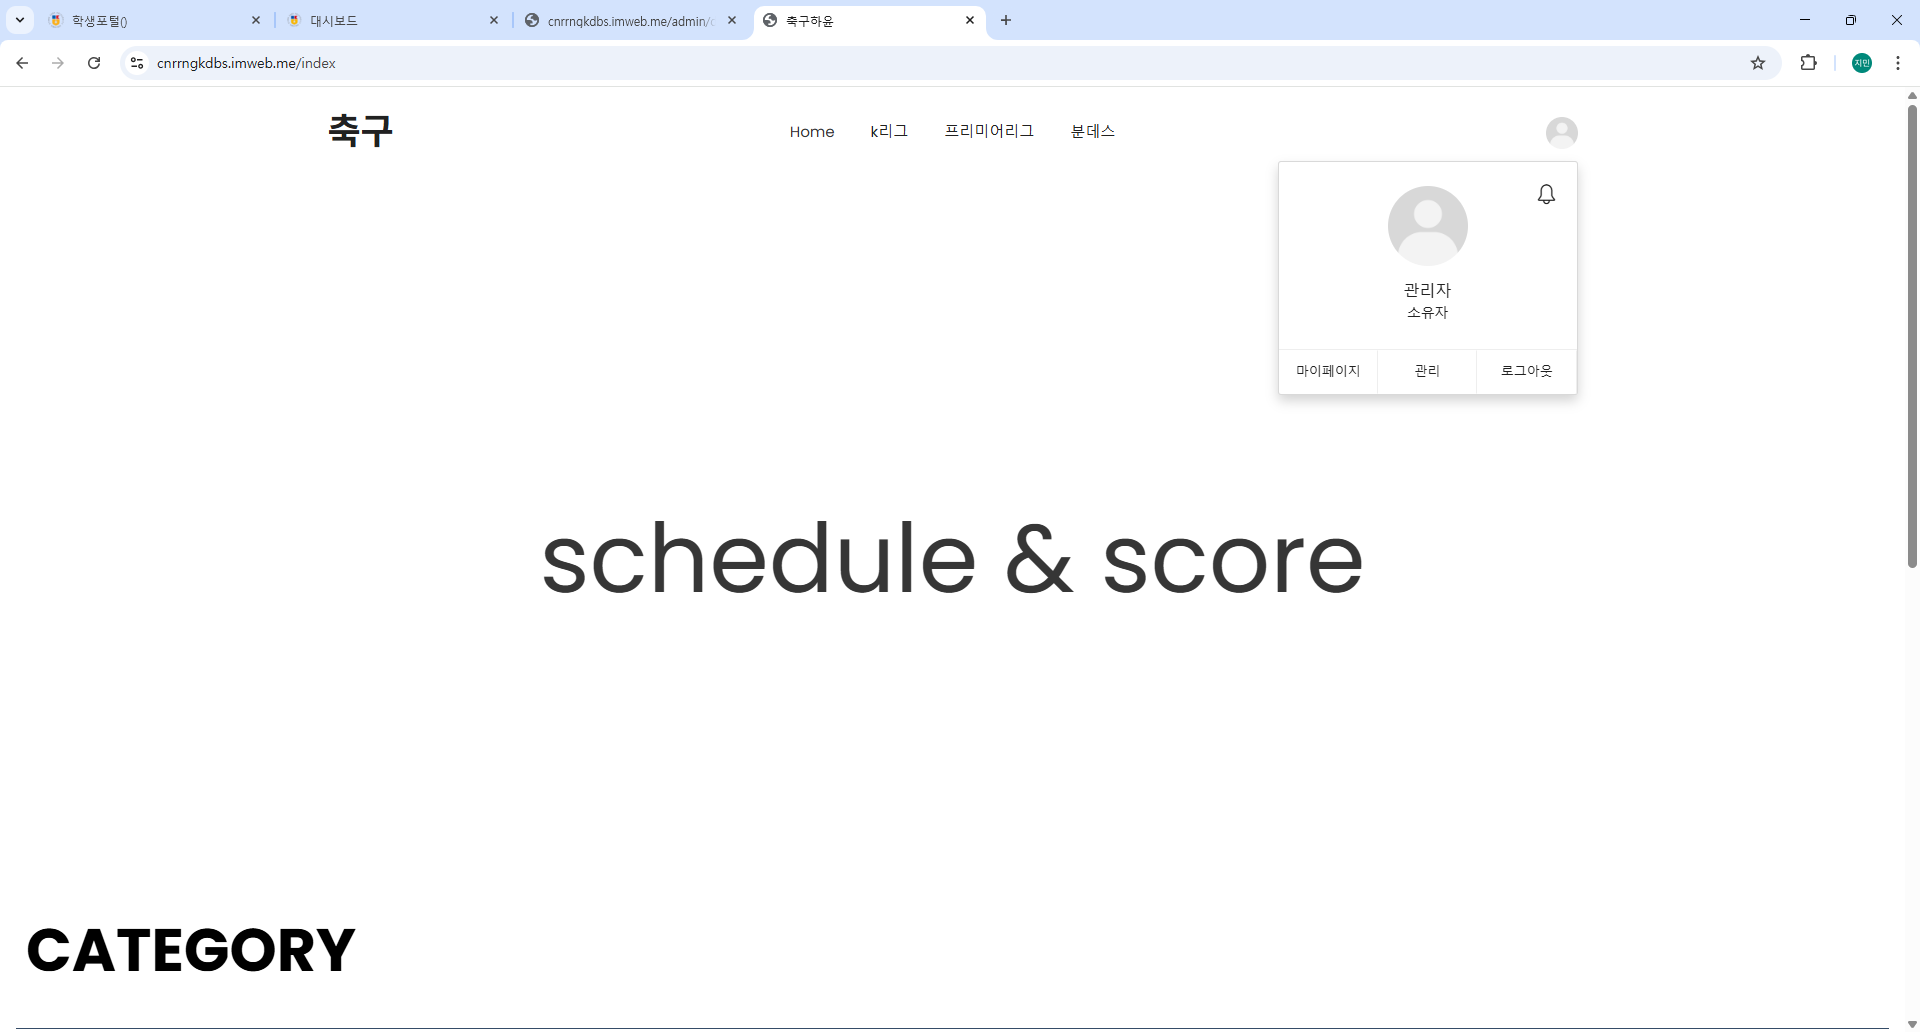 학생포털()
대시보드
cnrrngkdbs.imweb.me/admin/
축구하윤
cnrrngkdbs.imweb.me/index
지민
축구
Home
k리그
프리미어리그
분데스
관리자
소유자
마이페이지
관리
로그아웃
schedule & score
CATEGORY